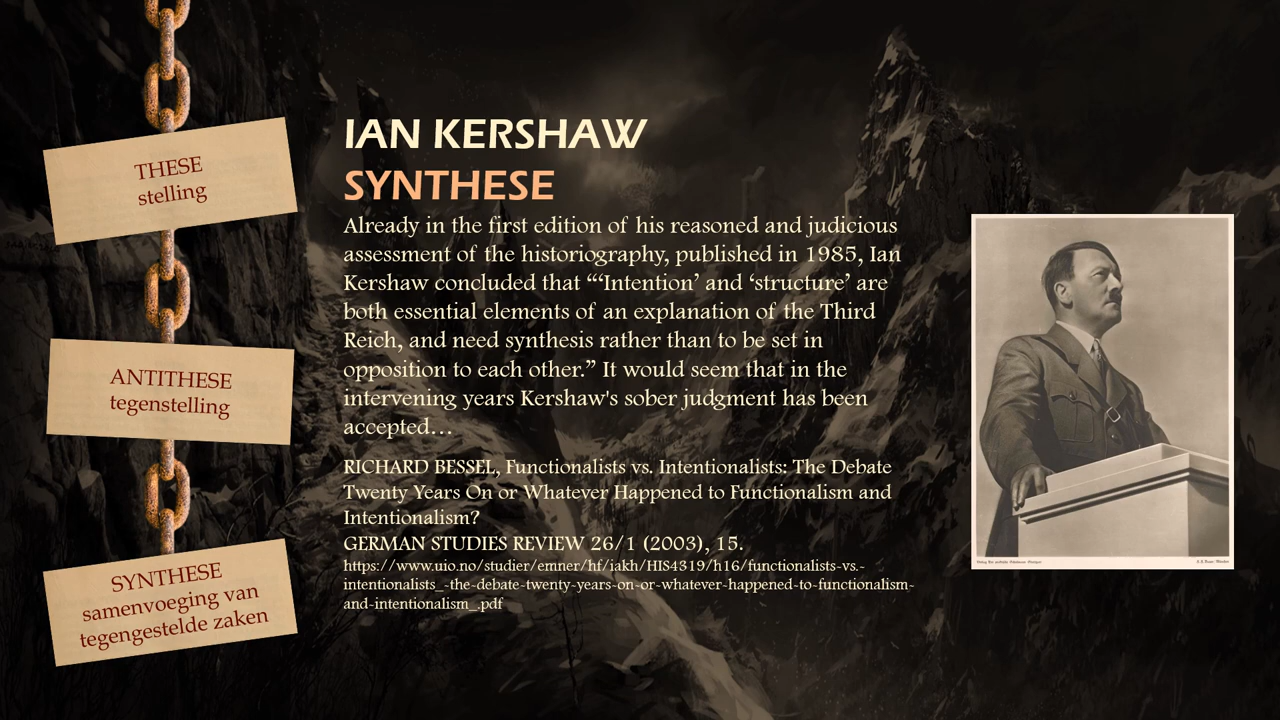 THESE
stelling
ANTITHESE
tegenstelling
SYNTHESE
samenvoeging van
tegengestelde zaken
IAN KERSHAW
SYNTHESE
Already in the first edition of his reasoned and judicious
assessment of the historiography, published in 1985, Ian
Kershaw concluded that “‘Intention’ and ‘structure’ are
both essential elements of an explanation of the Third
Reich, and need synthesis rather than to be set in
opposition to each other.” It would seem that in the
intervening years Kershaw's sober judgment has been
accepted…
RICHARD BESSEL, Functionalists vs. Intentionalists: The Debate
Twenty Years On or Whatever Happened to Functionalism and
Intentionalism?
GERMAN STUDIES REVIEW 26/1 (2003), 15.
https://www.uio.no/studier/emner/hf/iakh/HIS4319/h16/functionalists-vs.-
intentionalists_-the-debate-twenty-years-on-or-whatever-happened-to-functionalism-
and-intentionalism_.pdf